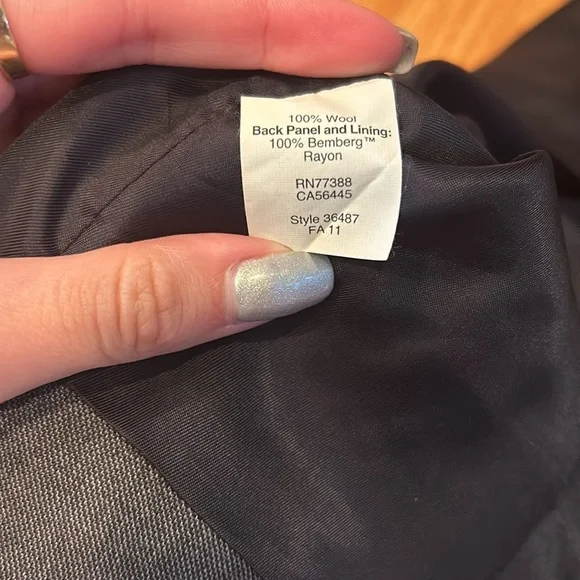 100% Wool
Back Panel and Lining:
100% Bemberg™
Rayon
RN77388
CA56445
Style 36487
FA 11